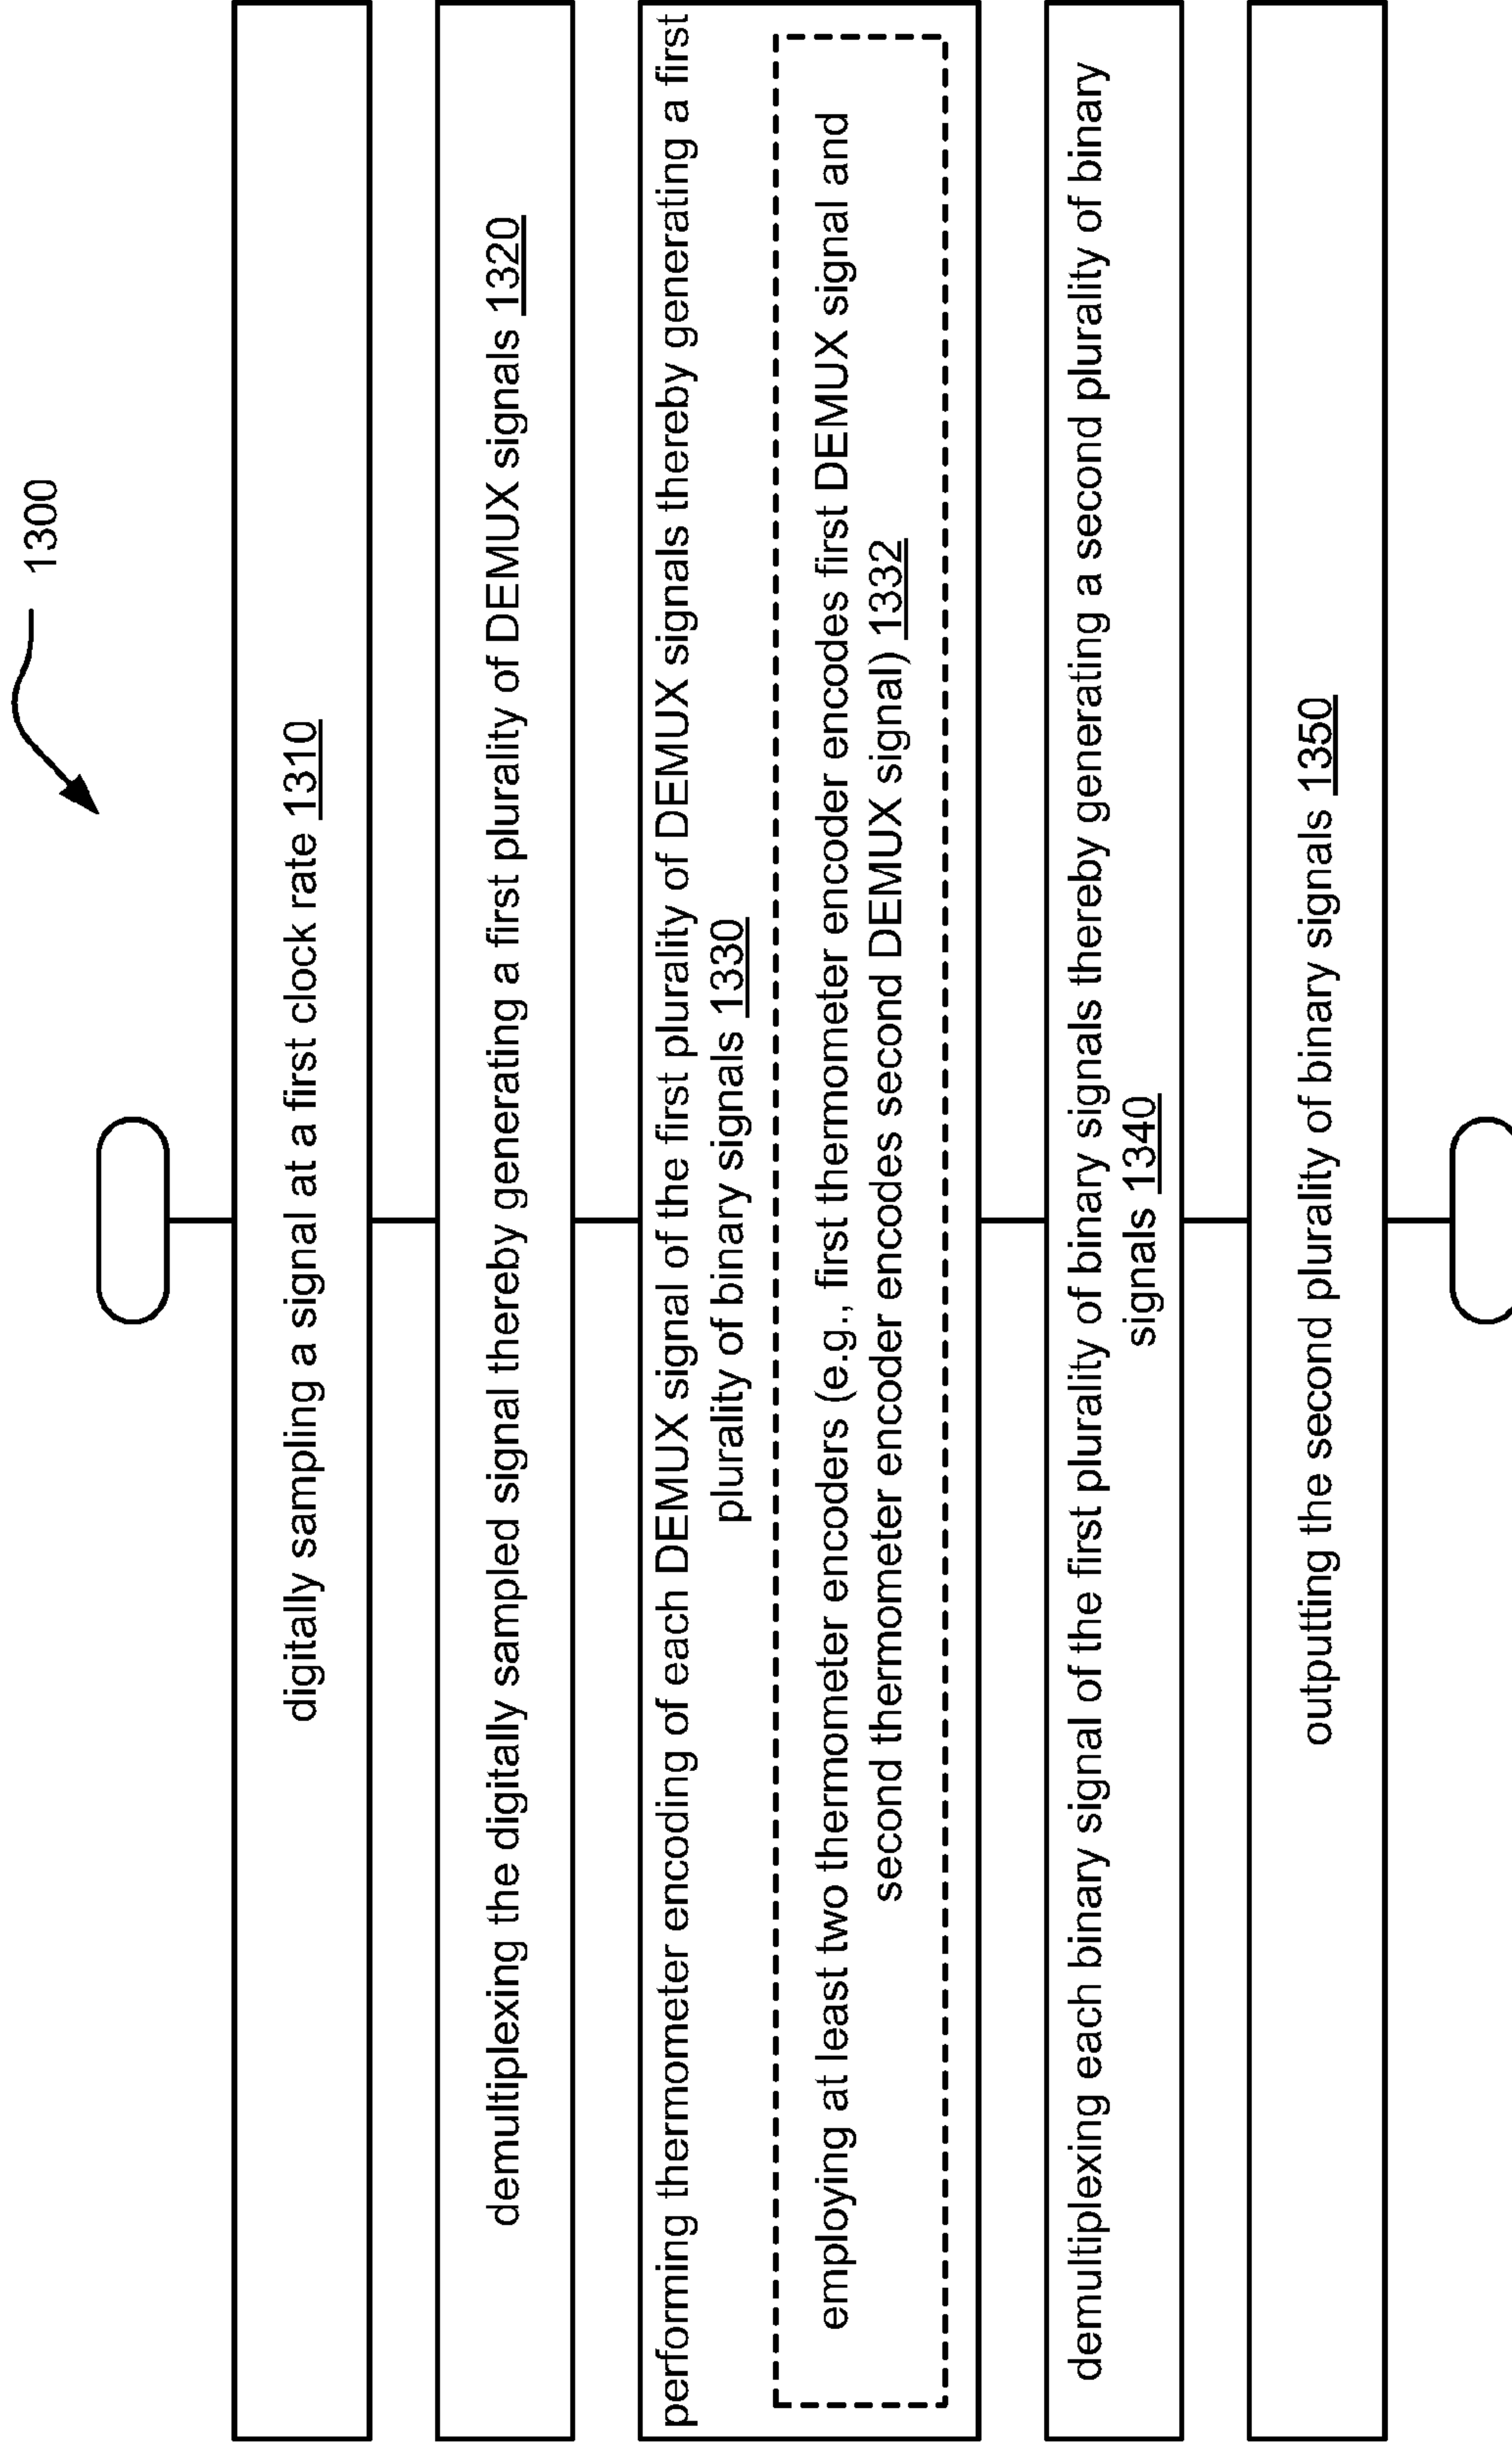 1300
digitally sampling a signal at a first clock rate 1310
demultiplexing the digitally sampled signal thereby generating a first plurality of DEMUX signals 1320
performing thermometer encoding of each DEMUX signal of the first plurality of DEMUX signals thereby generating a first
plurality of binary signals 1330
employing at least two thermometer encoders (e.g., first thermometer encoder encodes first DEMUX signal and
second thermometer encoder encodes second DEMUX signal) 1332
demultiplexing each binary signal of the first plurality of binary signals thereby generating a second plurality of binary
signals 1340
outputting the second plurality of binary signals 1350